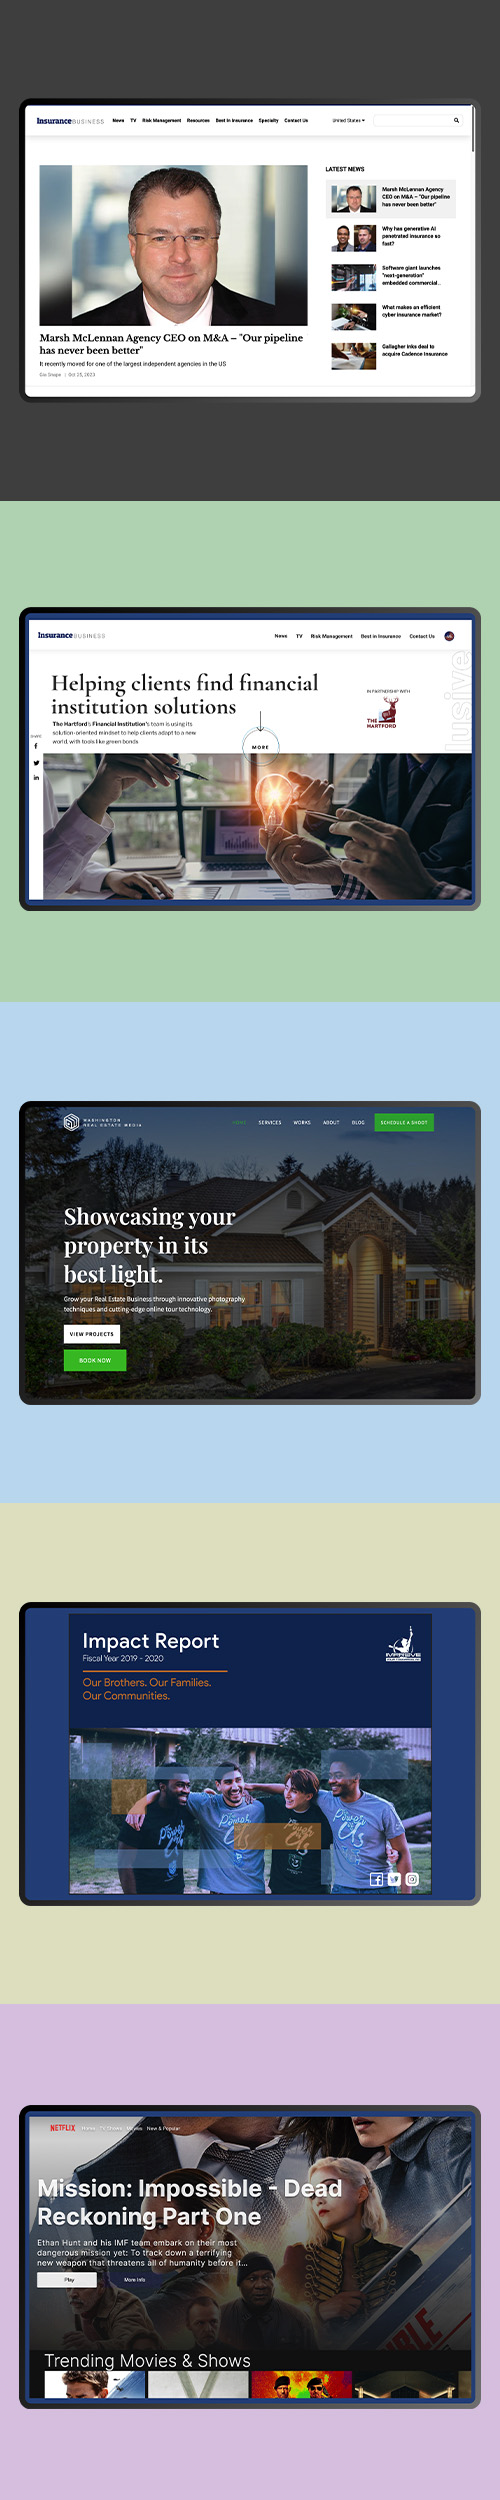 InsuranceBUSINESS News TV Risk Management Resources Best in Insurance Specialty Contact Us United States
LATEST NEWS
Marsh McLennan Agency
CEO on M&A – "Our pipeline
has never been better"
Why has generative AI
penetrated insurance so
fast?
Software giant launches
"next-generation"
embedded commercial...
What makes an efficient
cyber insurance market?
Gallagher inks deal to
acquire Cadence Insurance
Marsh McLennan Agency CEO on M&A – "Our pipeline
has never been better"
It recently moved for one of the largest independent agencies in the US
Gia Snape | Oct 25, 2023
InsuranceBUSINESS News TV Risk Management Best in Insurance Contact Us
Helping clients find financial
institution solutions
The Hartford's Financial Institution's team is using its
solution-oriented mindset to help clients adapt to a new
world, with tools like green bonds
IN PARTNERSHIP WITH
THE
HARTFORD
lusive
SHARE
MORE
WASHINGTON
REAL ESTATE MEDIA
HOME SERVICES WORKS ABOUT BLOG SCHEDULE A SHOOT
Showcasing your
property in its
best light.
Grow your Real Estate Business through innovative photography
techniques and cutting-edge online tour technology.
VIEW PROJECTS
BOOK NOW
Impact Report
Fiscal Year 2019 - 2020
Our Brothers. Our Families.
Our Communities.
NETFLIX Home TV Shows Movies New & Popular
Mission: Impossible - Dead
Reckoning Part One
Ethan Hunt and his IMF team embark on their most
dangerous mission yet: To track down a terrifying
new weapon that threatens all of humanity before it...
Play More Info
Trending Movies & Shows